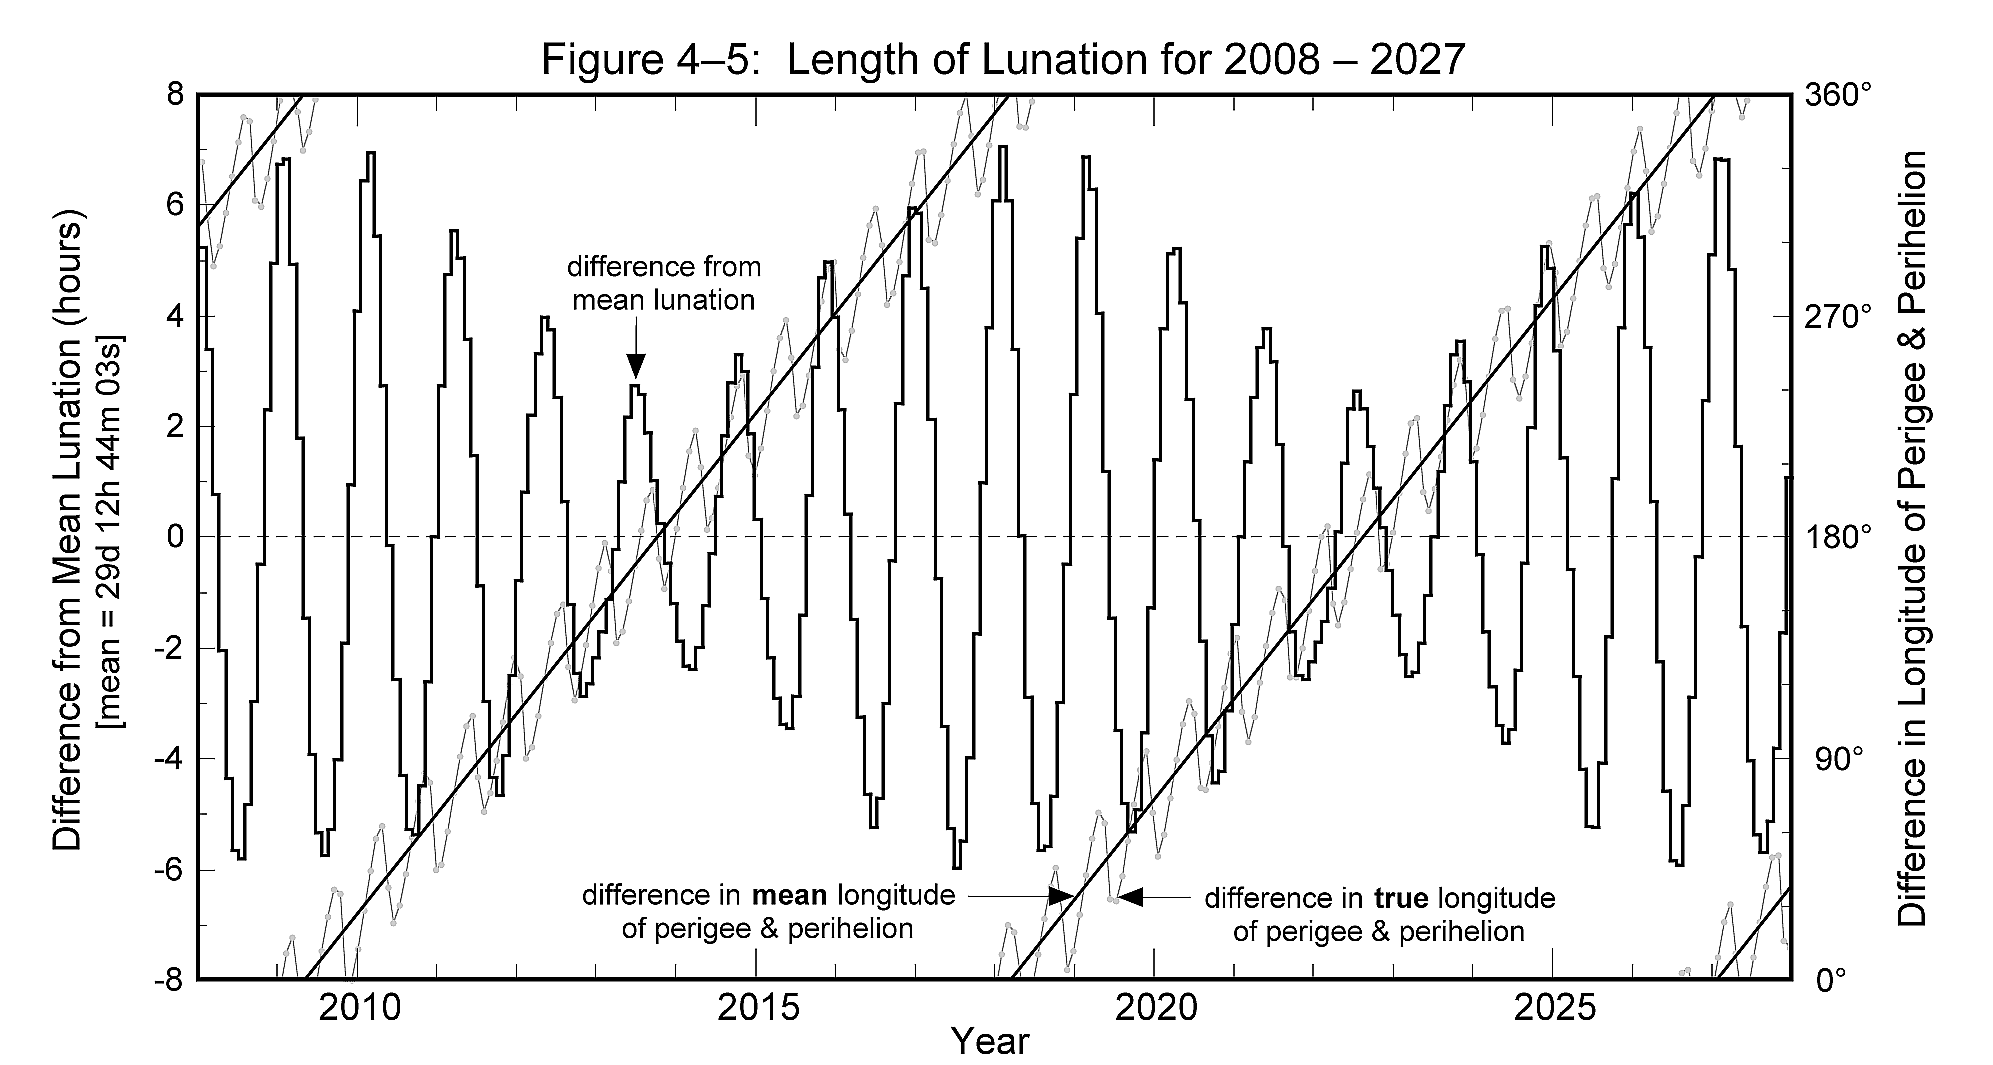 Figure 4–5:  Length of Lunation for 2008 – 2027
Difference from Mean Lunation (hours)
[mean = 29d 12h 44m 03s]
8
6
4
2
0
-2
-4
-6
-8
360°
270°
180°
90°
0°
Difference in Longitude of Perigee & Perihelion
difference from
mean lunation
difference in mean longitude
of perigee & perihelion
difference in true longitude
of perigee & perihelion
2010
2015
2020
2025
Year